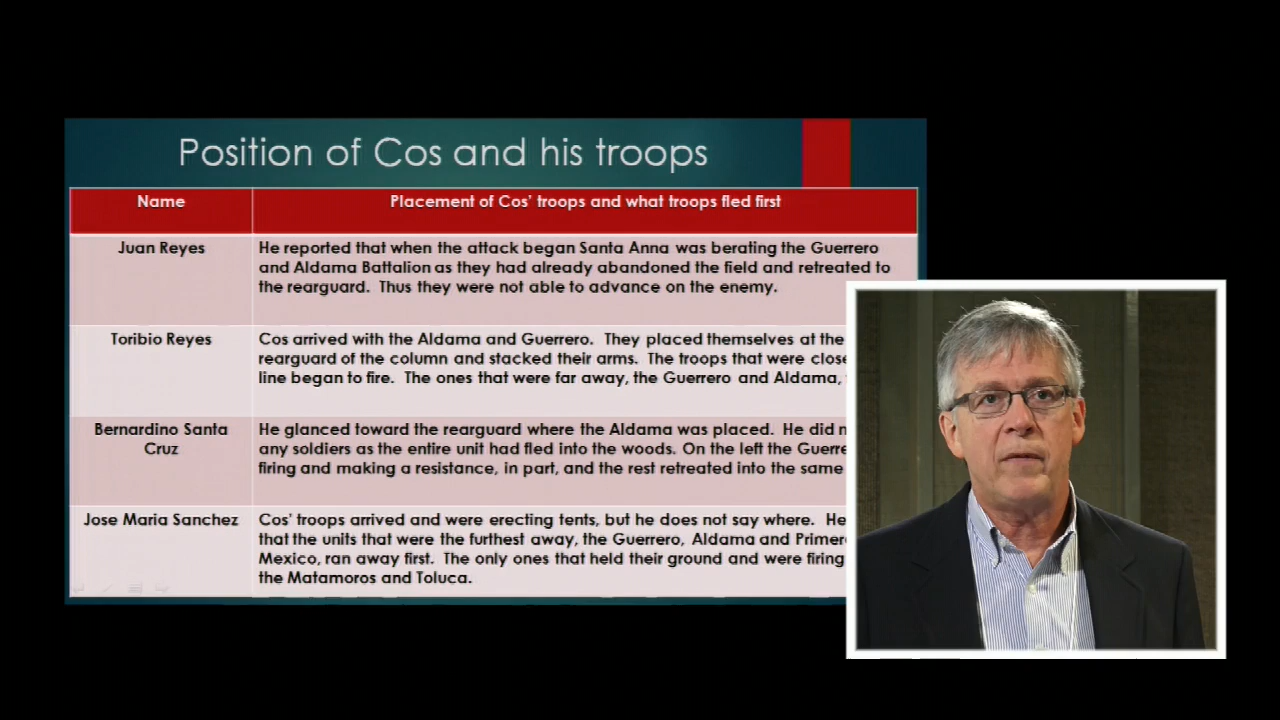 Position of Cos and his troops
Name
Placement of Cos' troops and what troops fled first
Juan Reyes
He reported that when the attack began Santa Anna was berating the Guerrero
and Aldama Battalion as they had already abandoned the field and retreated to
the rearguard. Thus they were not able to advance on the enemy.
Toribio Reyes
Cos arrived with the Aldama and Guerrero. They placed themselves at the
rearguard of the column and stacked their arms. The troops that were
line began to fire. The ones that were far away, the Guerrero and Aldama,
Bernardino Santa
Cruz
He glanced toward the rearguard where the Aldama was placed. He did
any soldiers as the entire unit had fled into the woods. On the left the
firing and making a resistance, in part, and the rest retreated into the same
Jose Maria Sanchez
Cos' troops arrived and were erecting tents, but he does not say where. He
that the units that were the furthest away, the Guerrero, Aldama and
Mexico, ran away first. The only ones that held their ground and were firing
the Matamoros and Toluca.